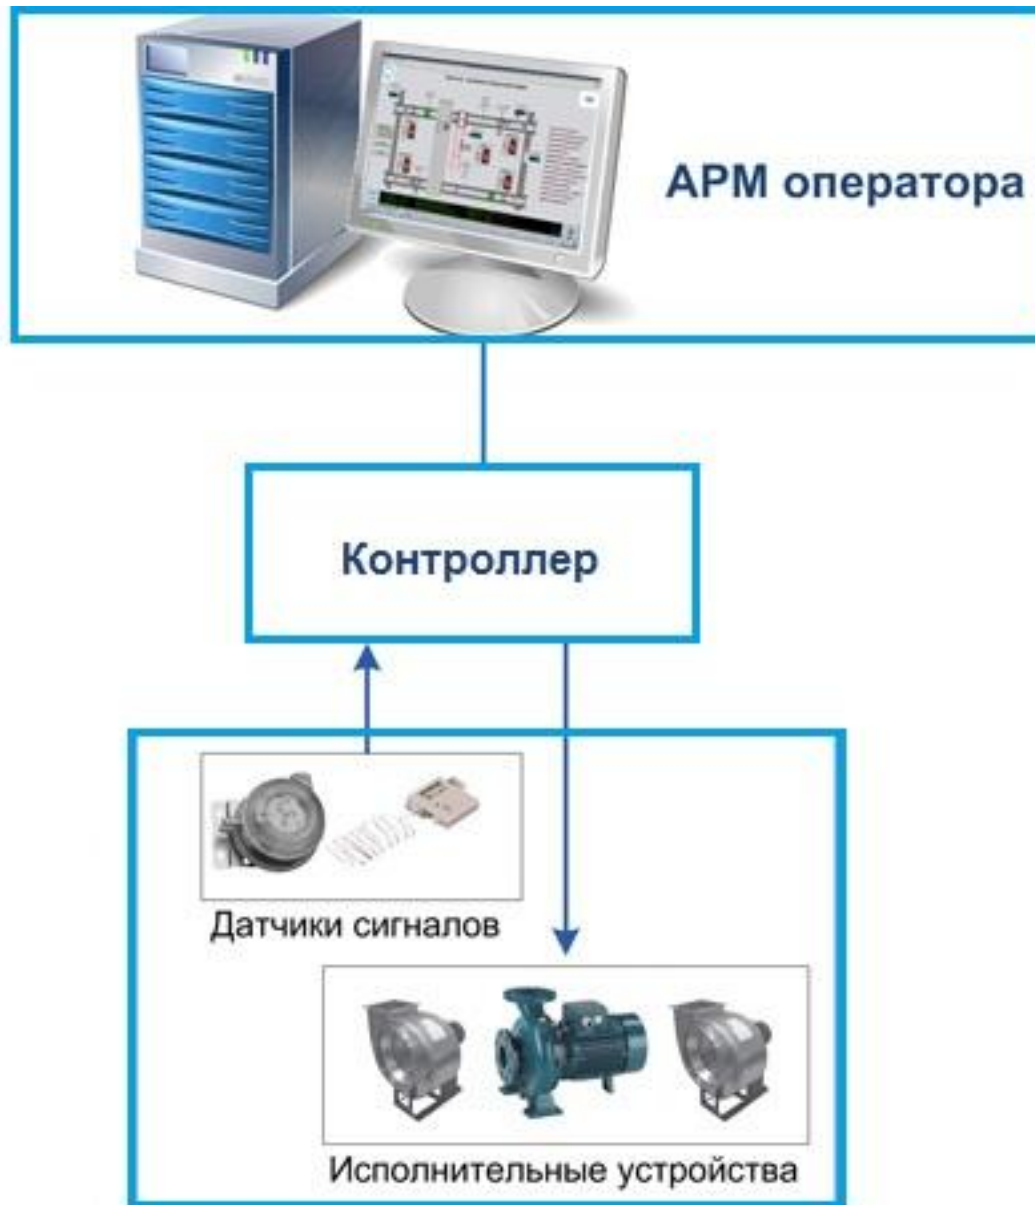 АРМ оператора
Контроллер
Датчики сигналов
Исполнительные устройства